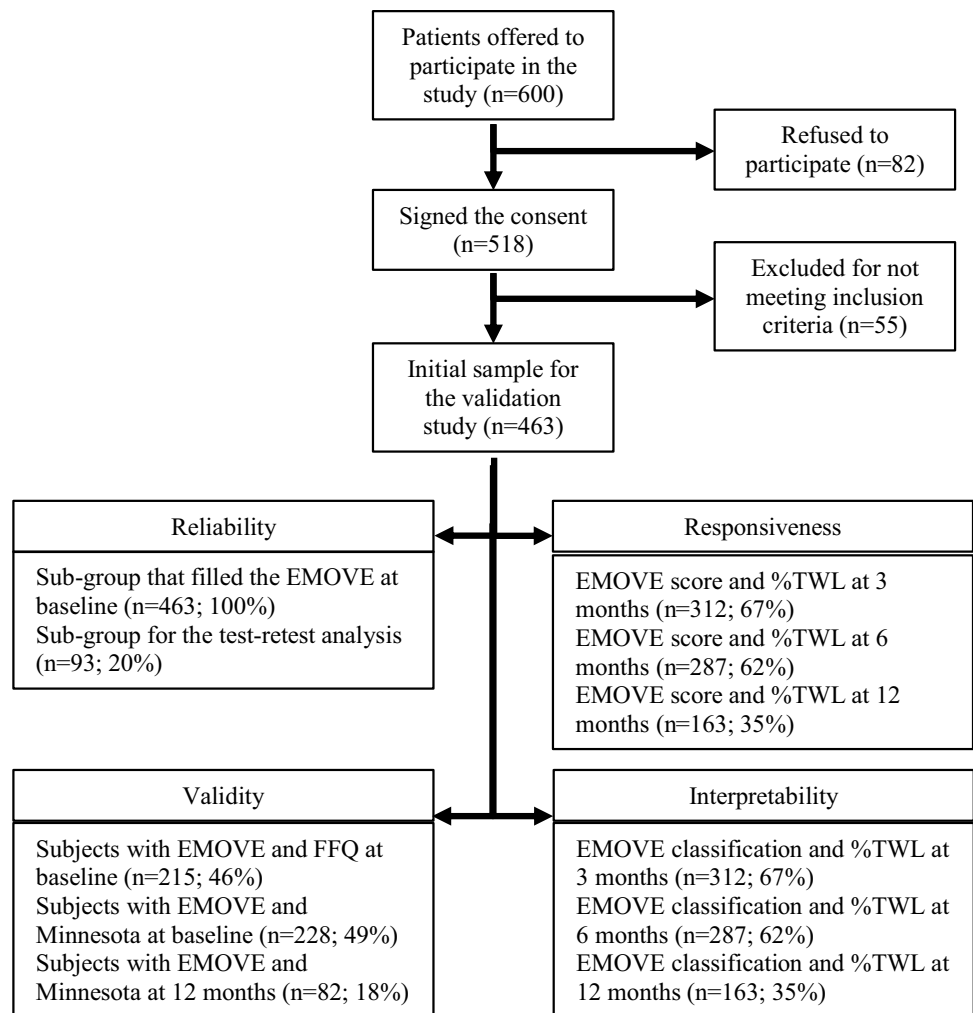 Patients offered to
participate in the
study (n=600)
Refused to
participate (n=82)
Signed the consent
(n=518)
Excluded for not
meeting inclusion
criteria (n=55)
Initial sample for
the validation
study (n=463)
Reliability
Sub-group that filled the EMOVE at
baseline (n=463; 100%)
Sub-group for the test-retest analysis
(n=93; 20%)
Responsiveness
EMOVE score and %TWL at 3
months (n=312; 67%)
EMOVE score and %TWL at 6
months (n=287; 62%)
EMOVE score and %TWL at 12
months (n=163; 35%)
Validity
Subjects with EMOVE and FFQ at
baseline (n=215; 46%)
Subjects with EMOVE and
Minnesota at baseline (n=228; 49%)
Subjects with EMOVE and
Minnesota at 12 months (n=82; 18%)
Interpretability
EMOVE classification and %TWL at
3 months (n=312; 67%)
EMOVE classification and %TWL at
6 months (n=287; 62%)
EMOVE classification and %TWL at
12 months (n=163; 35%)